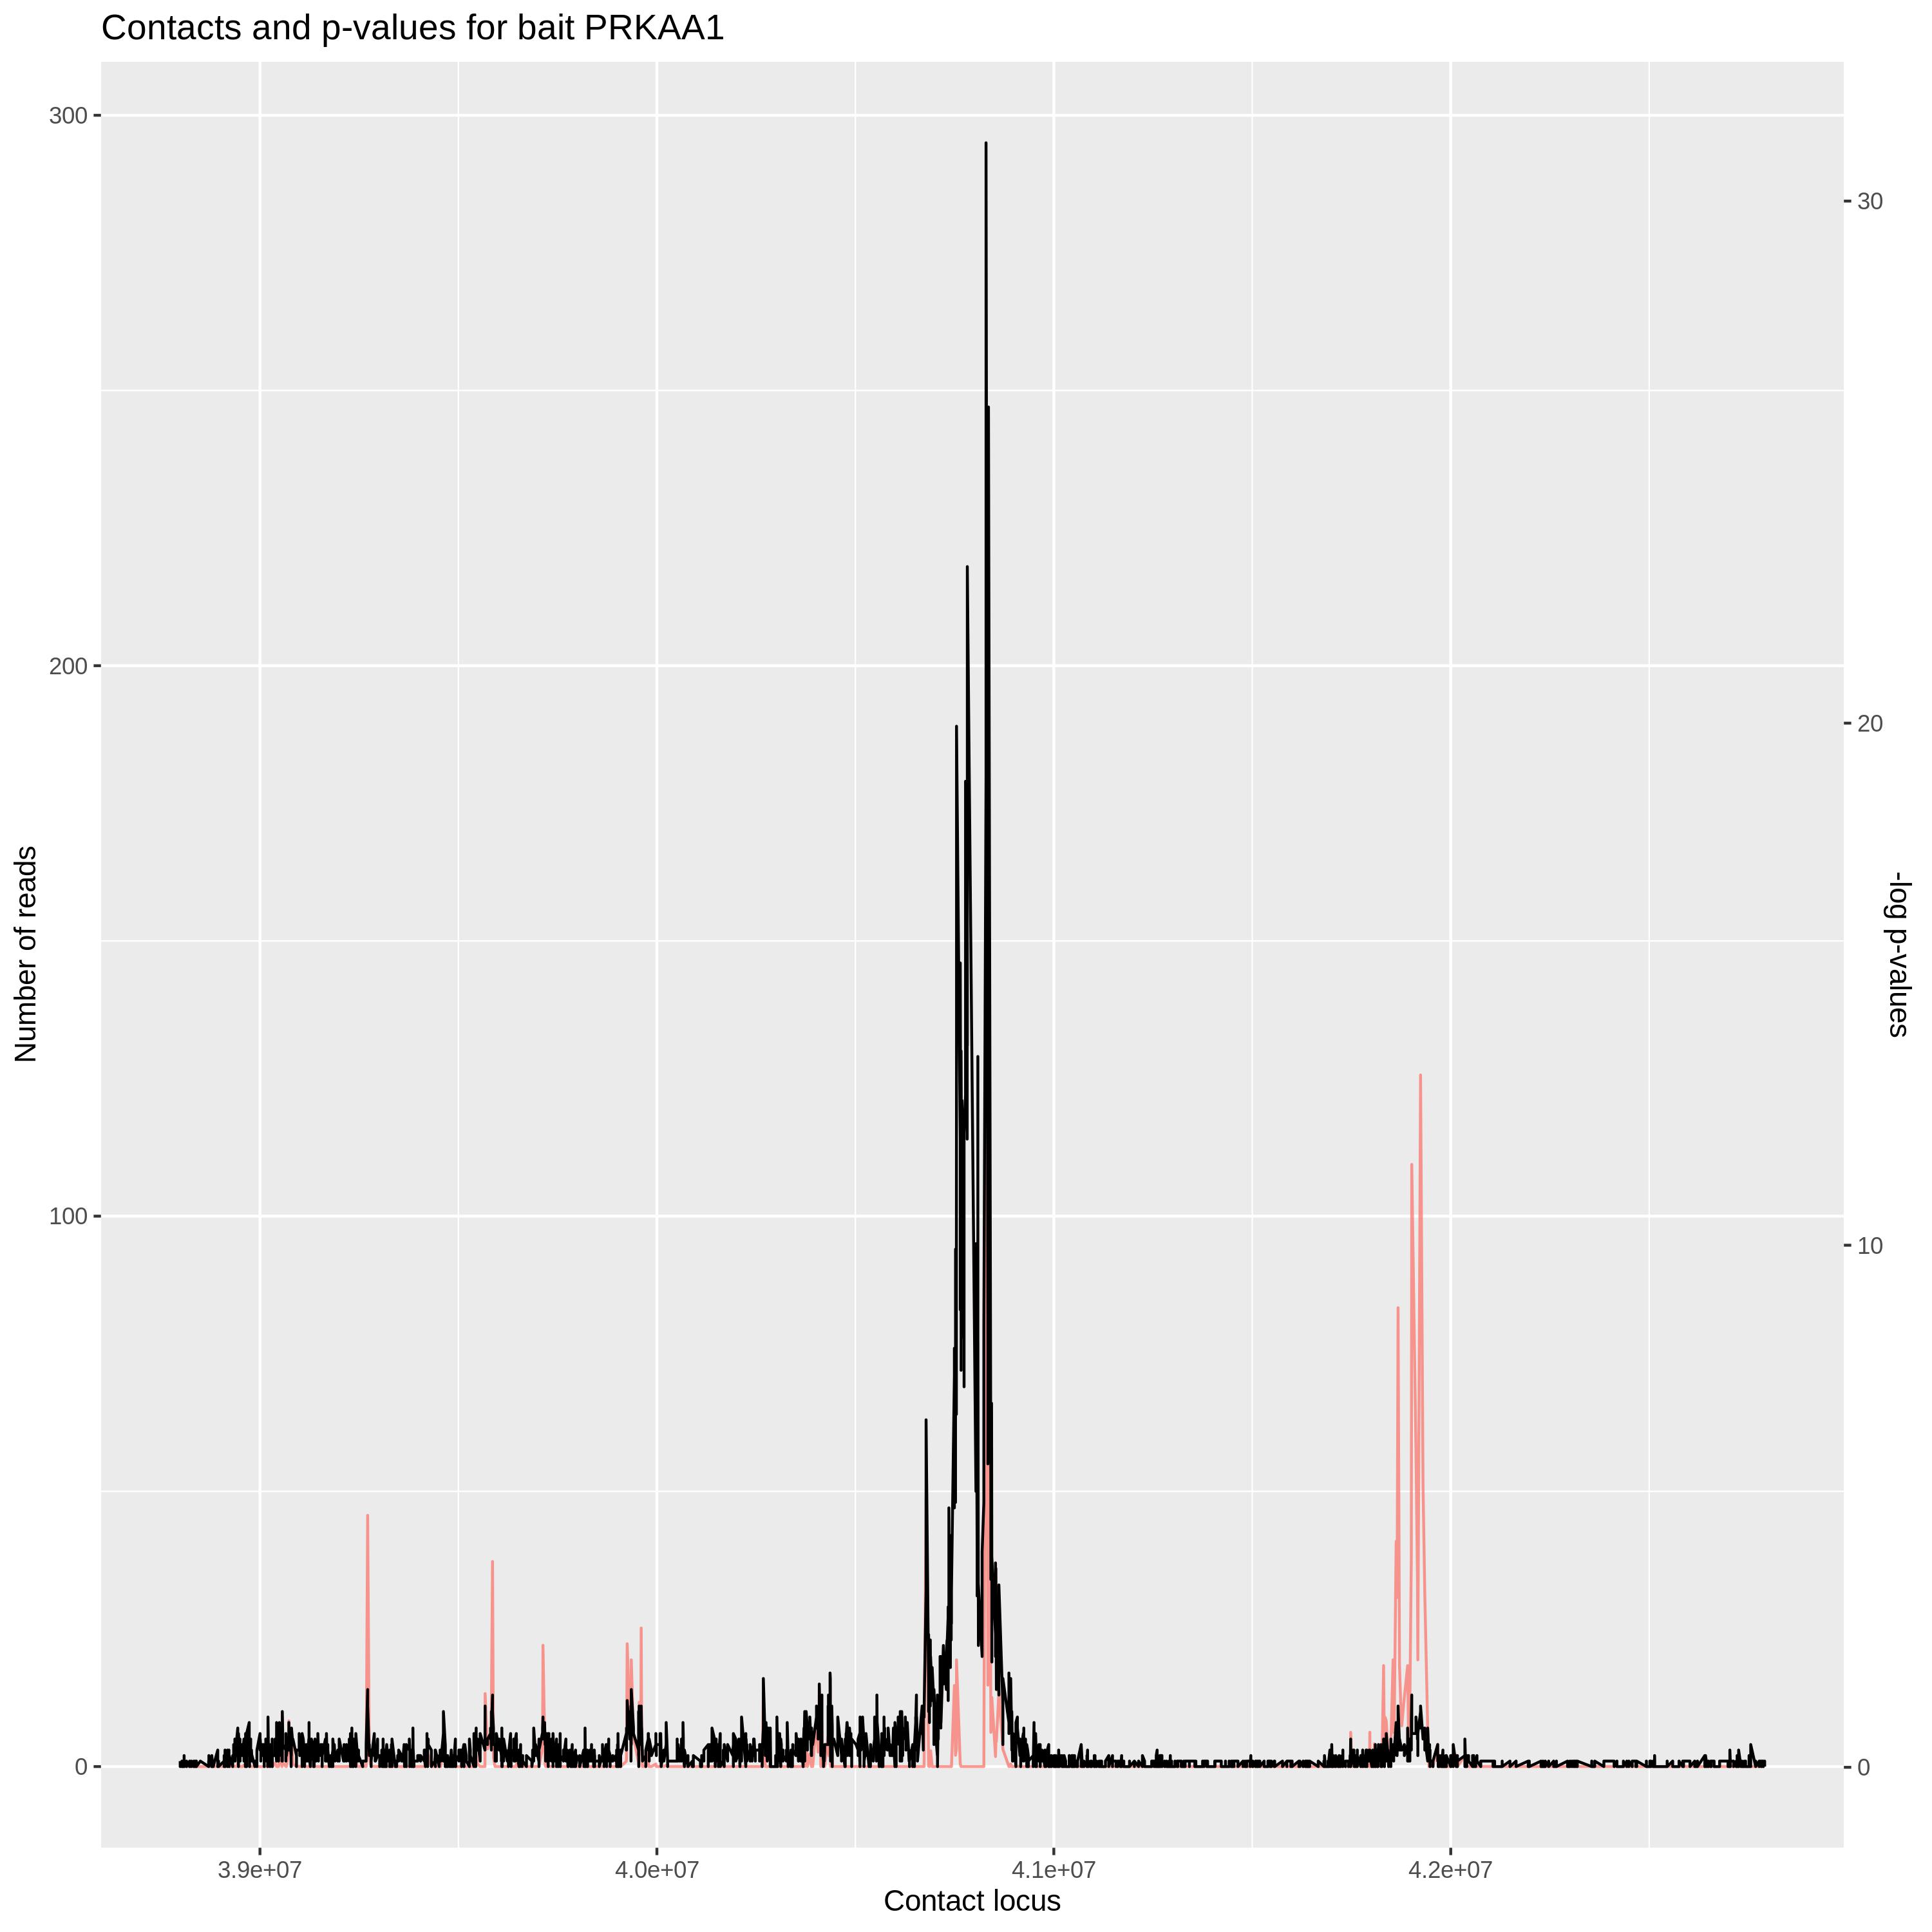 Contacts and p-values for bait PRKAA1
300
200
100
0
Number of reads
30
20
10
0
-log p-values
3.9e+07
4.0e+07
4.1e+07
4.2e+07
Contact locus